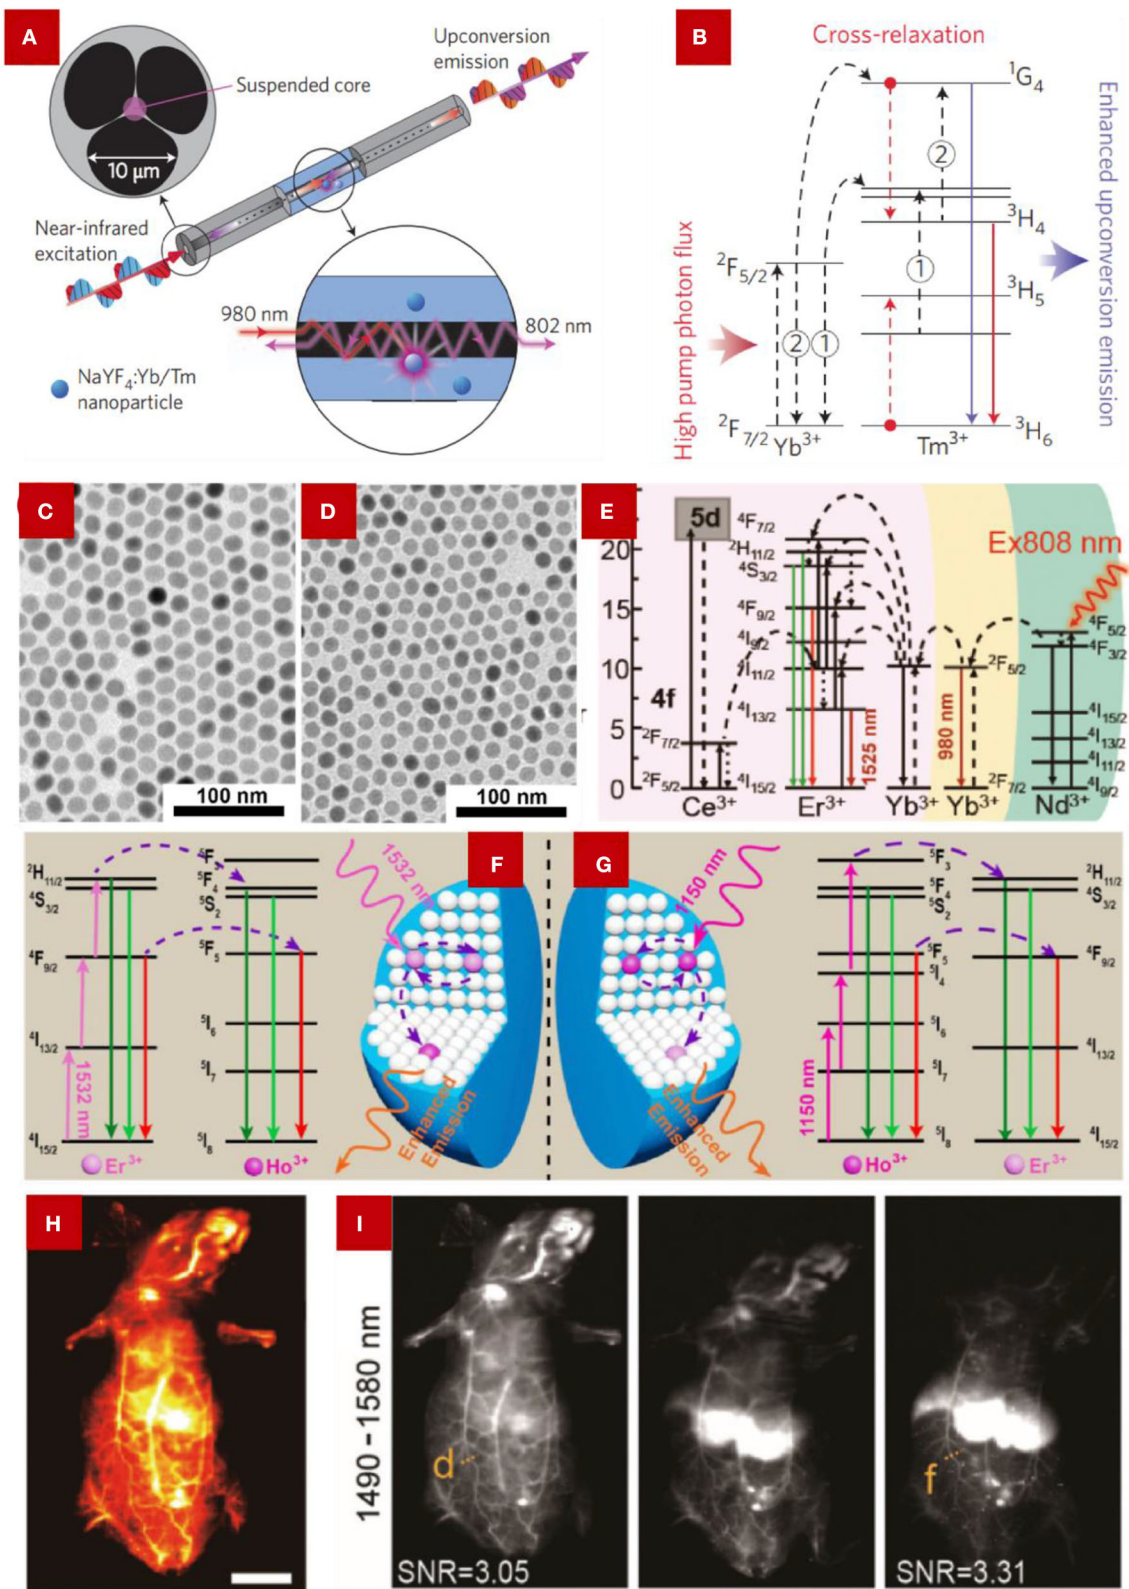 A
Suspended core
10 μm
Upconversion
emission
Near-infrared
excitation
980 nm
802 nm
NaYF₄:Yb/Tm
nanoparticle
B
Cross-relaxation
¹G₄
2
³H₄
²F₅/₂
1
³H₅
2
1
²F₇/₂
Yb³⁺
Tm³⁺
³H₆
High pump photon flux
Enhanced upconversion emission
C
100 nm
D
100 nm
E
5d
20
15
10
5
0
4f
²F₇/₂
²F₅/₂
Ce³⁺
⁴F₇/₂
²H₁₁/₂
⁴S₃/₂
⁴F₉/₂
⁴I₉/₂
⁴I₁₁/₂
⁴I₁₃/₂
⁴I₁₅/₂
1525 nm
Er³⁺
Yb³⁺
980 nm
²F₅/₂
²F₇/₂
Yb³⁺
Ex808 nm
⁴F₅/₂
⁴F₃/₂
⁴I₁₅/₂
⁴I₁₃/₂
⁴I₁₁/₂
⁴I₉/₂
Nd³⁺
F
²H₁₁/₂
⁴S₃/₂
⁴F₉/₂
⁴I₁₃/₂
⁴I₁₅/₂
1532 nm
Er³⁺
⁵F₃
⁵F₄
⁵S₂
⁵F₅
⁵I₆
⁵I₇
⁵I₈
Ho³⁺
1532 nm
Enhanced
Emission
G
1150 nm
Enhanced
Emission
1150 nm
⁵F₃
⁵F₄
⁵S₂
⁵F₅
⁵I₄
⁵I₆
⁵I₇
⁵I₈
Ho³⁺
²H₁₁/₂
⁴S₃/₂
⁴F₉/₂
⁴I₁₃/₂
⁴I₁₅/₂
Er³⁺
H
I
1490 - 1580 nm
d
SNR=3.05
f
SNR=3.31